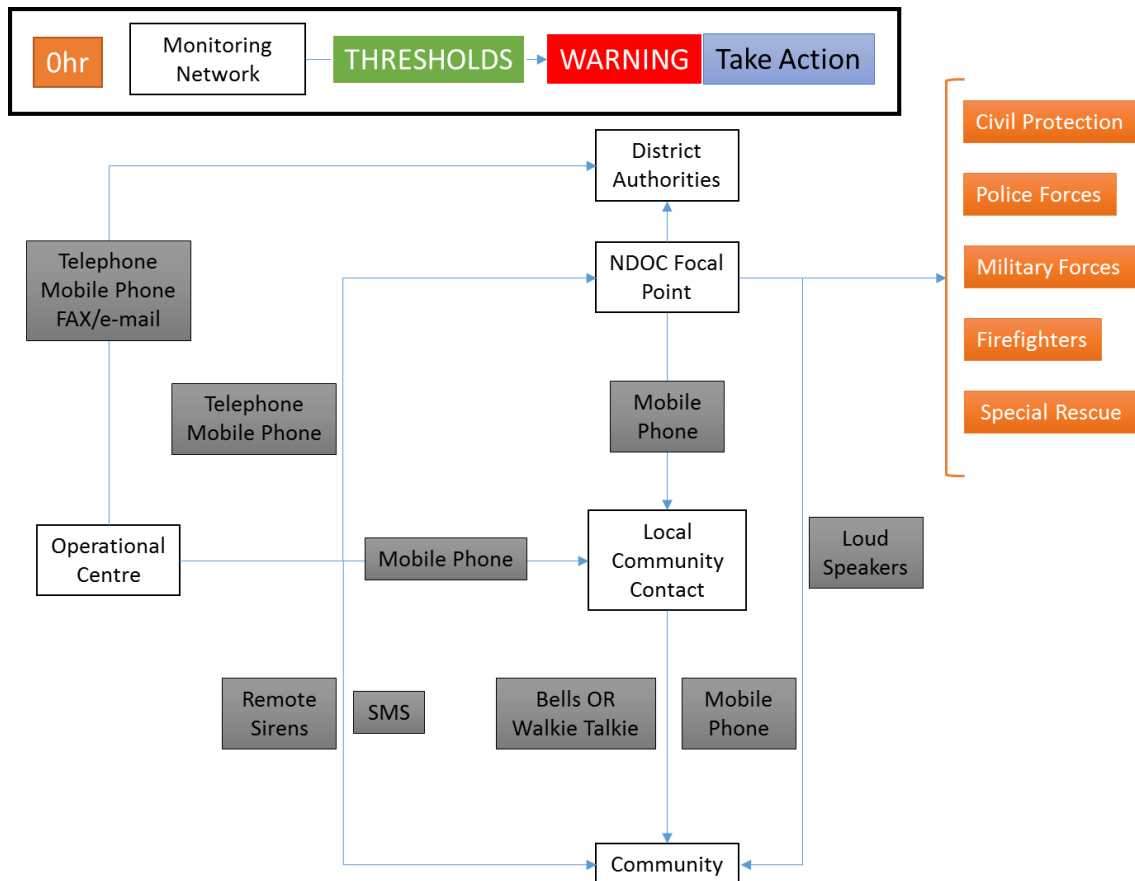 0hr
Monitoring
Network
THRESHOLDS
WARNING
Take Action
Civil Protection
Police Forces
Military Forces
Firefighters
Special Rescue
District
Authorities
Telephone
Mobile Phone
FAX/e-mail
NDOC Focal
Point
Telephone
Mobile Phone
Mobile
Phone
Operational
Centre
Mobile Phone
Local
Community
Contact
Loud
Speakers
Remote
Sirens
SMS
Bells OR
Walkie Talkie
Mobile
Phone
Community